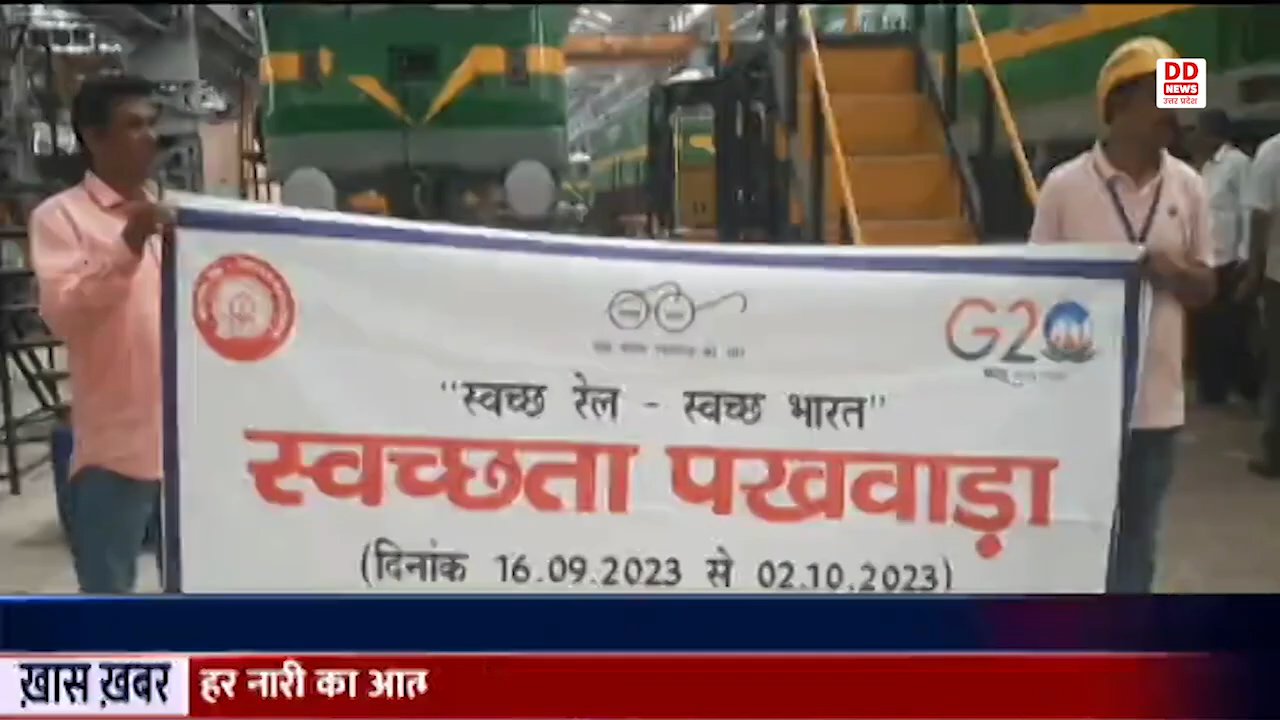 DD
NEWS
उत्तर प्रदेश
G20
"स्वच्छ रेल - स्वच्छ भारत"
स्वच्छता पखवाड़ा
(दिनांक 16.09.2023 से 02.10.2023)
ख़ास ख़बर
हर नारी का आत